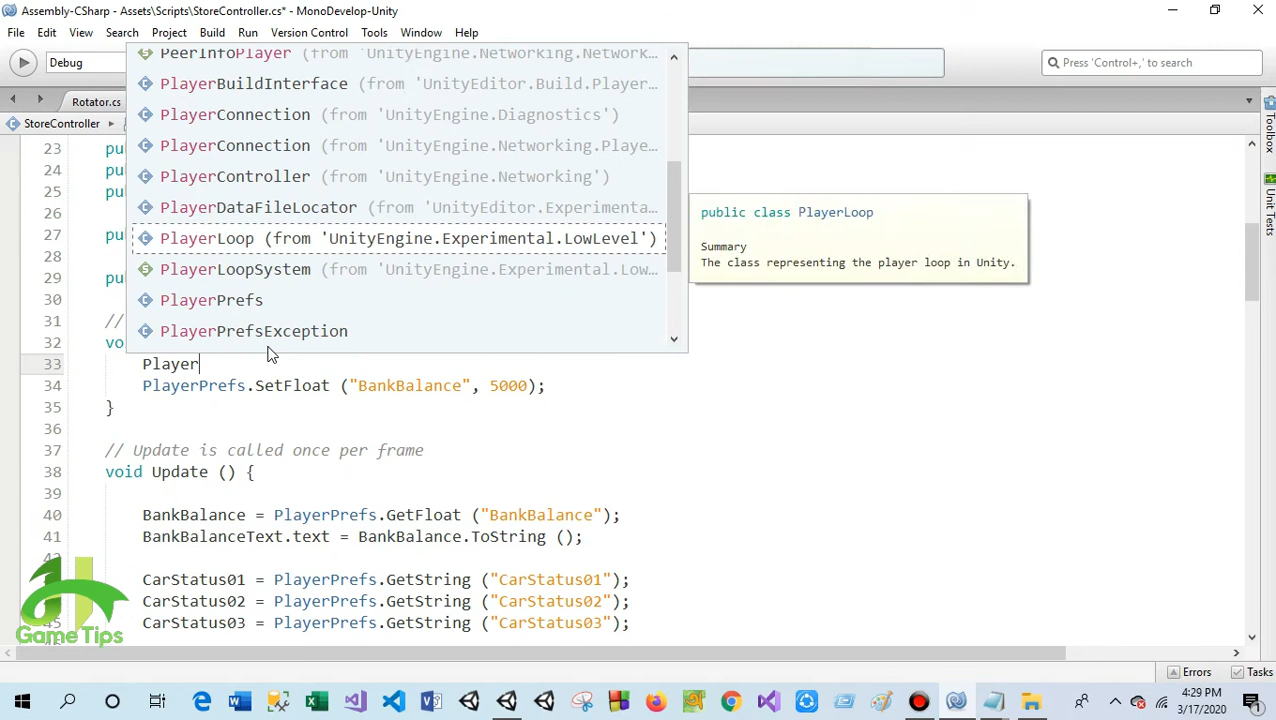 Assembly-CSharp - Assets\Scripts\StoreController.cs* - MonoDevelop-Unity
File Edit View Search Project Build Run Version Control Tools Window Help
Debug
Press 'Control+,' to search
Rotator.cs
StoreController
PeerInfoPlayer (from 'UnityEngine.Networking.Network...
PlayerBuildInterface (from 'UnityEditor.Build.Player...
PlayerConnection (from 'UnityEngine.Diagnostics')
PlayerConnection (from 'UnityEngine.Networking.Playe...
PlayerController (from 'UnityEngine.Networking')
PlayerDataFileLocator (from 'UnityEditor.Experimenta...
PlayerLoop (from 'UnityEngine.Experimental.LowLevel')
PlayerLoopSystem (from 'UnityEngine.Experimental.Low...
PlayerPrefs
PlayerPrefsException
public class PlayerLoop
Summary
The class representing the player loop in Unity.
Toolbox
Unit Tests
23 pu
24 pu
25 pu
26
27 pu
28
29 pu
30
31 //
32 vo
33 Player
34 PlayerPrefs.SetFloat ("BankBalance", 5000);
35 }
36
37 // Update is called once per frame
38 void Update () {
39
40 BankBalance = PlayerPrefs.GetFloat ("BankBalance");
41 BankBalanceText.text = BankBalance.ToString ();
42
CarStatus01 = PlayerPrefs.GetString ("CarStatus01");
CarStatus02 = PlayerPrefs.GetString ("CarStatus02");
CarStatus03 = PlayerPrefs.GetString ("CarStatus03");
GameTips
Errors Tasks
4:29 PM
3/17/2020